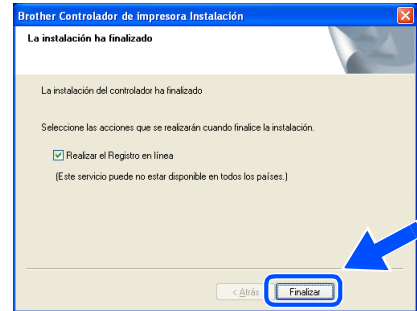 Brother Controlador de impresora Instalación
La instalación ha finalizado
La instalación del controlador ha finalizado
Seleccione las acciones que se realizarán cuando finalice la instalación.
Realizar el Registro en línea
(Este servicio puede no estar disponible en todos los países.)
< Atrás Finalizar